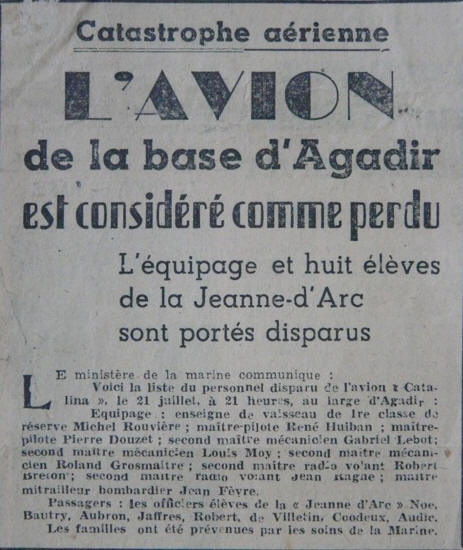 Catastrophe aérienne
L'AVION
de la base d'Agadir
est considéré comme perdu
L'équipage et huit élèves
de la Jeanne-d'Arc
sont portés disparus
LE ministère de la marine communique :
Voici la liste du personnel disparu de l'avion « Cata-
lina », le 21 juillet, à 21 heures, au large d'Agadir :
Equipage : enseigne de vaisseau de 1re classe de
réserve Michel Rouvière ; maître-pilote René Huiban ; maître-
pilote Pierre Douzet ; second maître mécanicien Gabriel Lebot;
second maître mécanicien Louis Moy ; second maître mécani-
cien Roland Grosmaître ; second maître radio volant Robert
Breton; second maître radio volant Jean ; maître
mitrailleur bombardier Jean Fèvre.
Passagers : les officiers élèves de la « Jeanne d'Arc » Noe,
Bautry, Aubron, Jaffres, Robert, de Villetin, Coodeux, Audic.
Les familles ont été prévenues par les soins de la Marine.